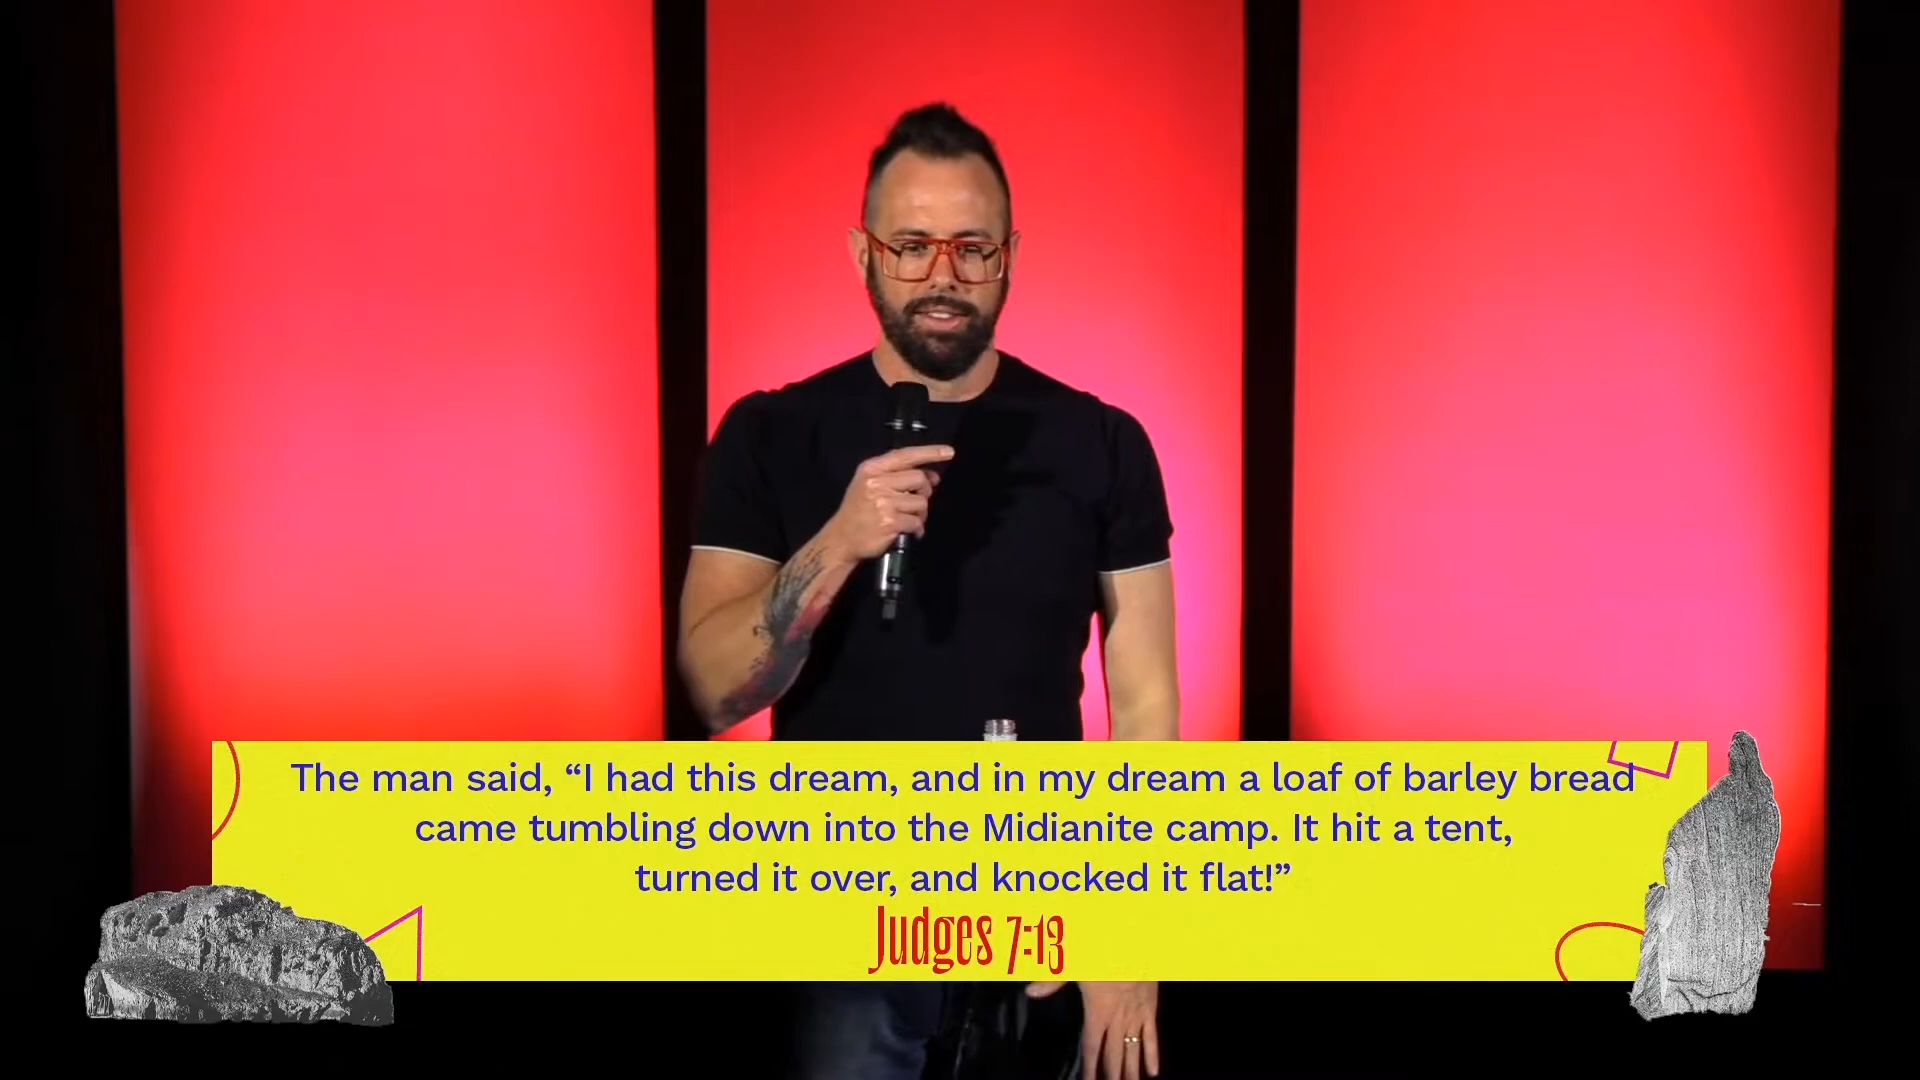 The man said, “I had this dream, and in my dream a loaf of barley bread
came tumbling down into the Midianite camp. It hit a tent,
turned it over, and knocked it flat!”
Judges 7:13